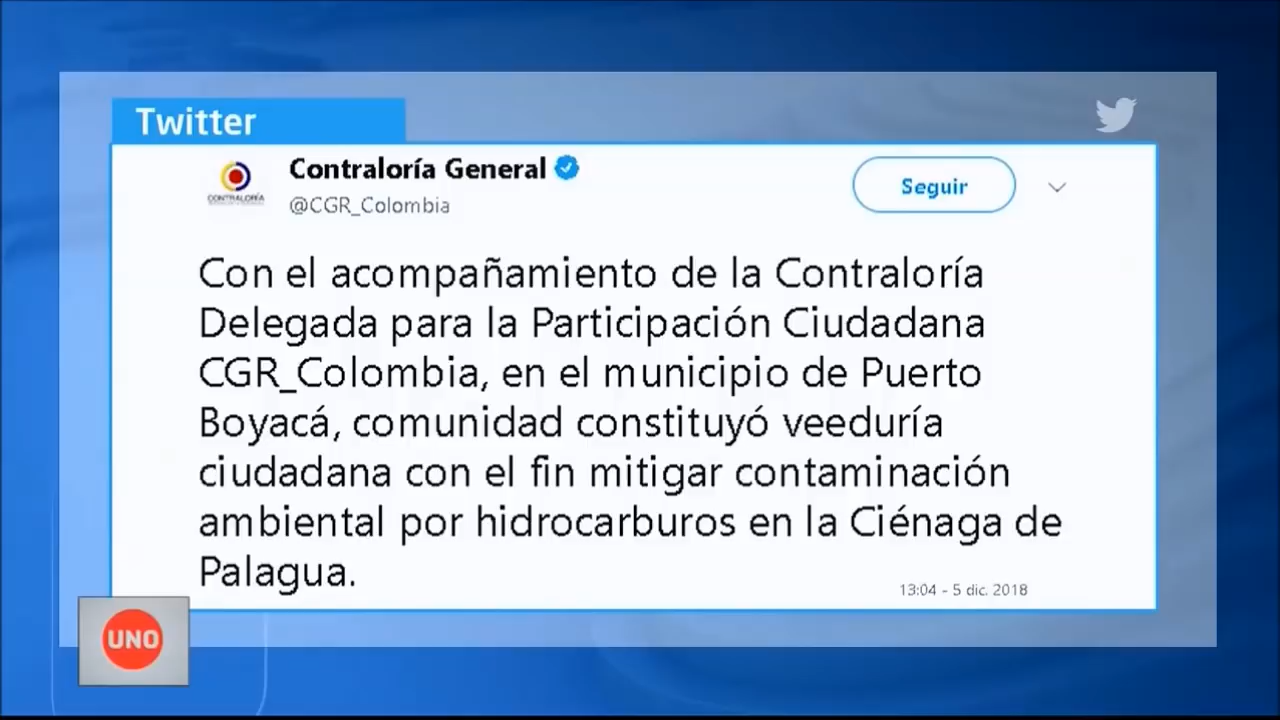 Twitter
Contraloría General
CONTRALORÍA
@CGR_Colombia
Seguir
Con el acompañamiento de la Contraloría
Delegada para la Participación Ciudadana
CGR_Colombia, en el municipio de Puerto
Boyacá, comunidad constituyó veeduría
ciudadana con el fin mitigar contaminación
ambiental por hidrocarburos en la Ciénaga de
Palagua.
13:04 - 5 dic. 2018
UNO